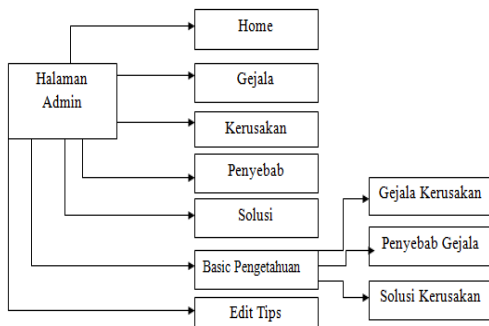 Home
Halaman
Admin
Gejala
Kerusakan
Penyebab
Solusi
Basic Pengetahuan
Edit Tips
Gejala Kerusakan
Penyebab Gejala
Solusi Kerusakan